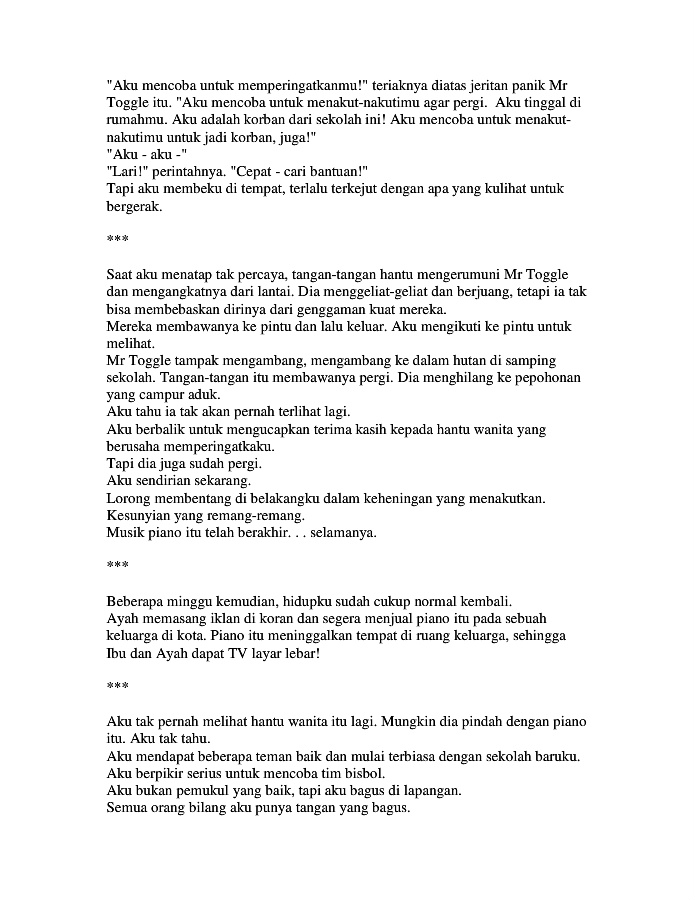 "Aku mencoba untuk memperingatkanmu!" teriaknya diatas jeritan panik Mr
Toggle itu. "Aku mencoba untuk menakut-nakutimu agar pergi.  Aku tinggal di
rumahmu. Aku adalah korban dari sekolah ini! Aku mencoba untuk menakut-
nakutimu untuk jadi korban, juga!"
"Aku - aku -"
"Lari!" perintahnya. "Cepat - cari bantuan!"
Tapi aku membeku di tempat, terlalu terkejut dengan apa yang kulihat untuk
bergerak.
***
Saat aku menatap tak percaya, tangan-tangan hantu mengerumuni Mr Toggle
dan mengangkatnya dari lantai. Dia menggeliat-geliat dan berjuang, tetapi ia tak
bisa membebaskan dirinya dari genggaman kuat mereka.
Mereka membawanya ke pintu dan lalu keluar. Aku mengikuti ke pintu untuk
melihat.
Mr Toggle tampak mengambang, mengambang ke dalam hutan di samping
sekolah. Tangan-tangan itu membawanya pergi. Dia menghilang ke pepohonan
yang campur aduk.
Aku tahu ia tak akan pernah terlihat lagi.
Aku berbalik untuk mengucapkan terima kasih kepada hantu wanita yang
berusaha memperingatkaku.
Tapi dia juga sudah pergi.
Aku sendirian sekarang.
Lorong membentang di belakangku dalam keheningan yang menakutkan.
Kesunyian yang remang-remang.
Musik piano itu telah berakhir. . . selamanya.
***
Beberapa minggu kemudian, hidupku sudah cukup normal kembali.
Ayah memasang iklan di koran dan segera menjual piano itu pada sebuah
keluarga di kota. Piano itu meninggalkan tempat di ruang keluarga, sehingga
Ibu dan Ayah dapat TV layar lebar!
***
Aku tak pernah melihat hantu wanita itu lagi. Mungkin dia pindah dengan piano
itu. Aku tak tahu.
Aku mendapat beberapa teman baik dan mulai terbiasa dengan sekolah baruku.
Aku berpikir serius untuk mencoba tim bisbol.
Aku bukan pemukul yang baik, tapi aku bagus di lapangan.
Semua orang bilang aku punya tangan yang bagus.